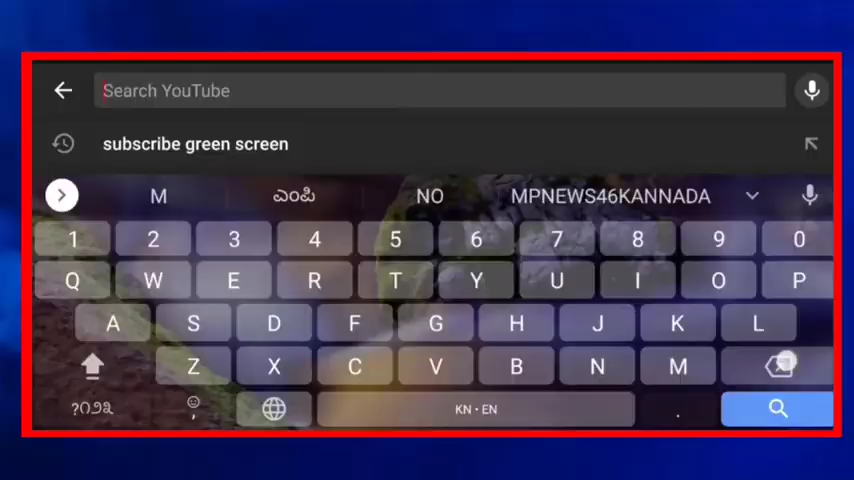 Search YouTube
subscribe green screen
M ಎಂಪಿ NO MPNEWS46KANNADA
1 2 3 4 5 6 7 8 9 0
Q W E R T Y U I O P
A S D F G H J K L
Z X C V B N M
?೧೨೩ , KN • EN .